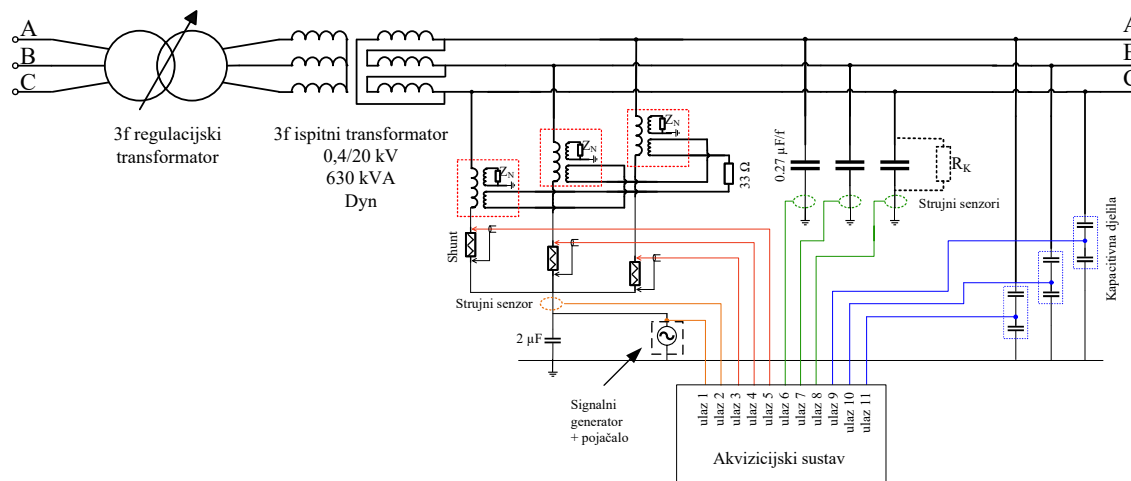 A
B
C
A
B
C
3f regulacijski
transformator
3f ispitni transformator
0,4/20 kV
630 kVA
Dyn
Z_N
Z_N
Z_N
33 Ω
0.27 µF/f
R_K
Strujni senzori
Kapacitivna djelila
Shunt
Strujni senzor
2 µF
Signalni
generator
+ pojačalo
ulaz 1
ulaz 2
ulaz 3
ulaz 4
ulaz 5
ulaz 6
ulaz 7
ulaz 8
ulaz 9
ulaz 10
ulaz 11
Akvizicijski sustav